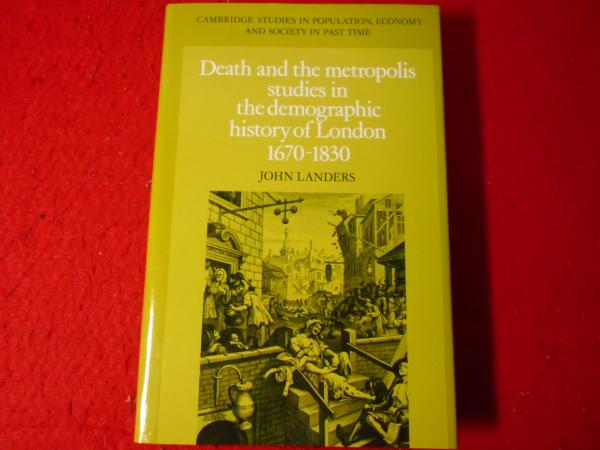 CAMBRIDGE STUDIES IN POPULATION, ECONOMY
AND SOCIETY IN PAST TIME
Death and the metropolis
studies in
the demographic
history of London
1670-1830
JOHN LANDERS